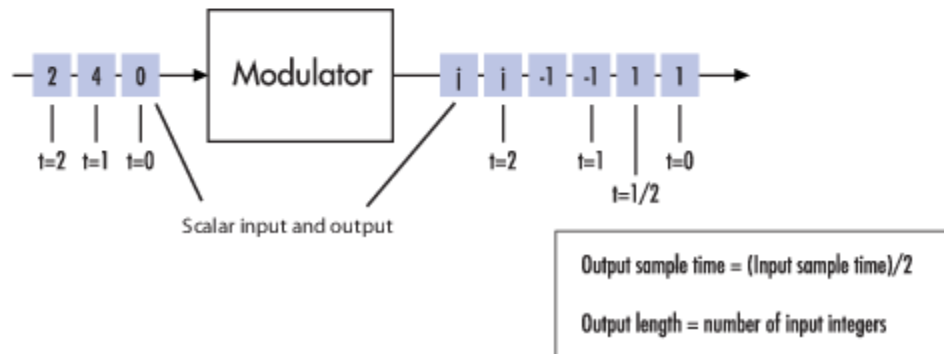 2 4 0 Modulator j j -1 -1 1 1
t=2 t=1 t=0 t=2 t=1 t=0
t=1/2
Scalar input and output
Output sample time = (Input sample time)/2
Output length = number of input integers